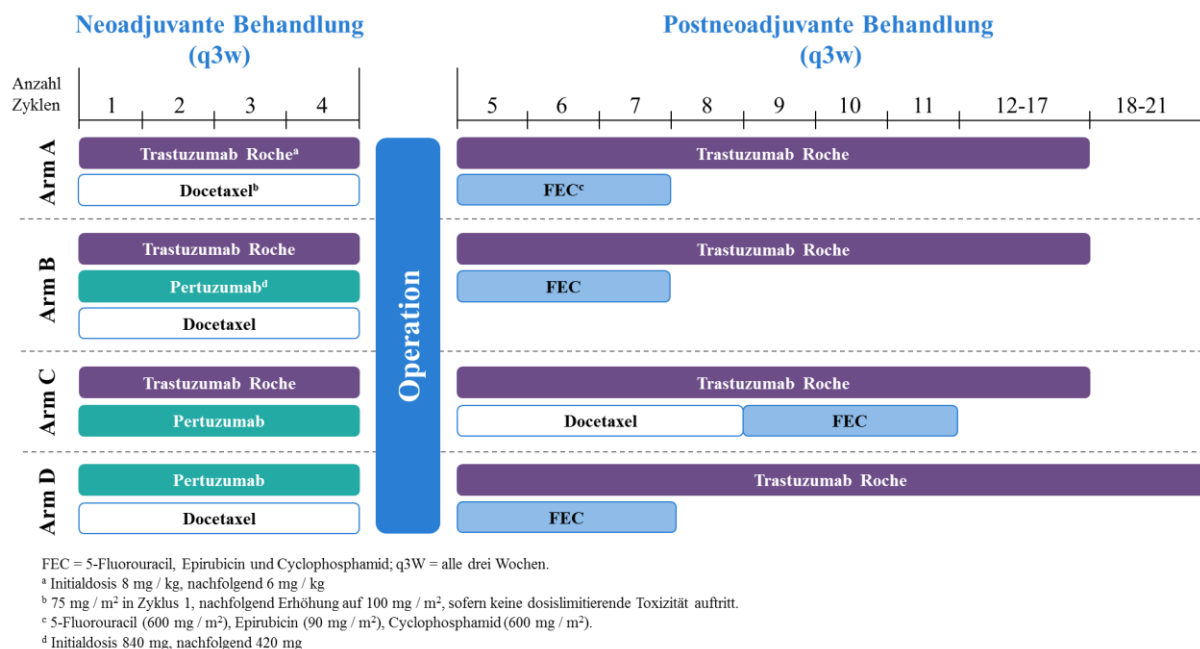 Neoadjuvante Behandlung
(q3w)
Postneoadjuvante Behandlung
(q3w)
Anzahl
Zyklen
1 2 3 4 5 6 7 8 9 10 11 12-17 18-21
Arm A
Trastuzumab Rocheᵃ
Docetaxelᵇ
Trastuzumab Roche
FECᶜ
Operation
Arm B
Trastuzumab Roche
Pertuzumabᵈ
Docetaxel
Trastuzumab Roche
FEC
Arm C
Trastuzumab Roche
Pertuzumab
Trastuzumab Roche
Docetaxel FEC
Arm D
Pertuzumab
Docetaxel
Trastuzumab Roche
FEC
FEC = 5-Fluorouracil, Epirubicin und Cyclophosphamid; q3W = alle drei Wochen.
ᵃ Initialdosis 8 mg / kg, nachfolgend 6 mg / kg
ᵇ 75 mg / m² in Zyklus 1, nachfolgend Erhöhung auf 100 mg / m², sofern keine dosislimitierende Toxizität auftritt.
ᶜ 5-Fluorouracil (600 mg / m²), Epirubicin (90 mg / m²), Cyclophosphamid (600 mg / m²).
ᵈ Initialdosis 840 mg, nachfolgend 420 mg